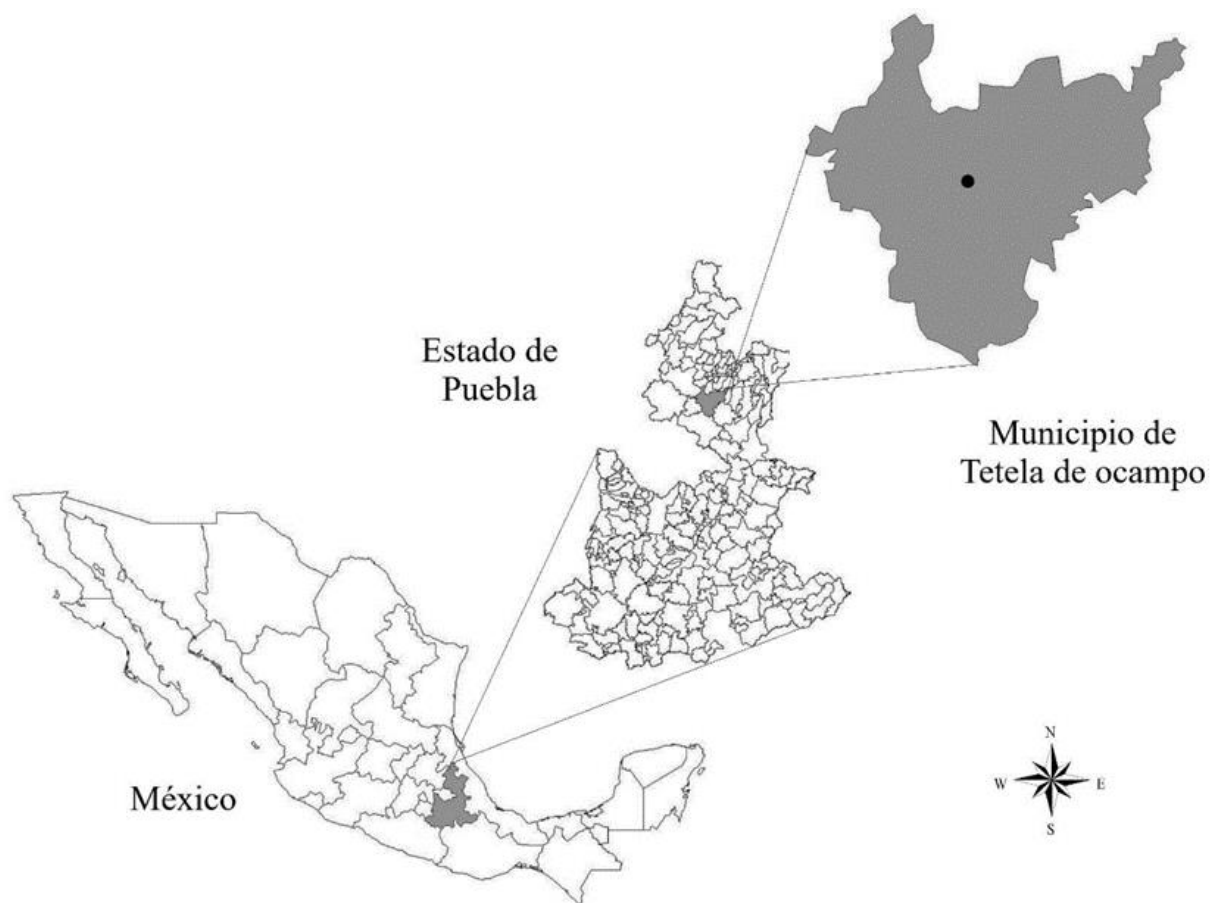 Estado de
Puebla
Municipio de
Tetela de ocampo
México
N
W
E
S